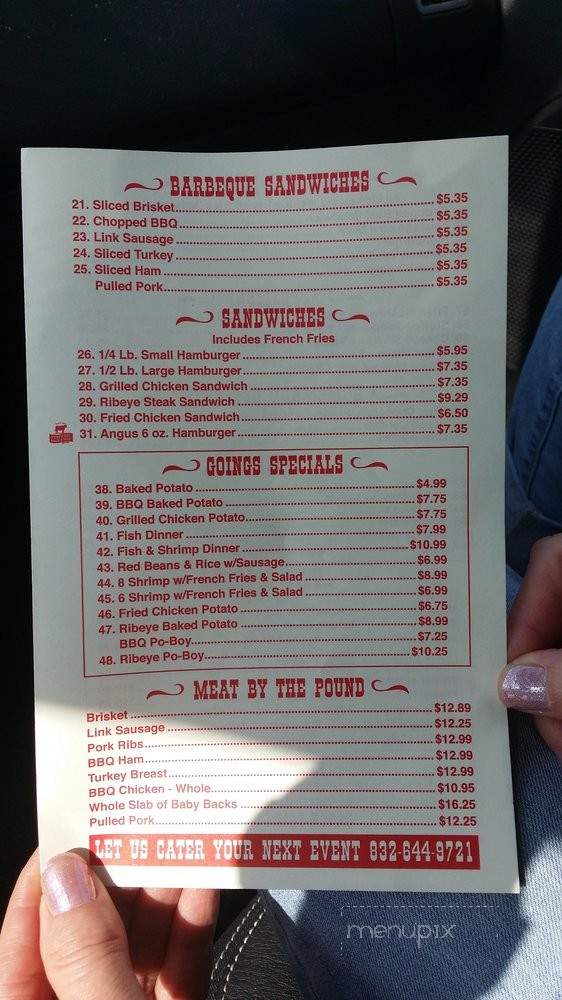 BARBEQUE SANDWICHES
21. Sliced Brisket $5.35
22. Chopped BBQ $5.35
23. Link Sausage $5.35
24. Sliced Turkey $5.35
25. Sliced Ham $5.35
Pulled Pork $5.35
SANDWICHES
Includes French Fries
26. 1/4 Lb. Small Hamburger $5.95
27. 1/2 Lb. Large Hamburger $7.35
28. Grilled Chicken Sandwich $7.35
29. Ribeye Steak Sandwich $9.29
30. Fried Chicken Sandwich $6.50
31. Angus 6 oz. Hamburger $7.35
GOINGS SPECIALS
38. Baked Potato $4.99
39. BBQ Baked Potato $7.75
40. Grilled Chicken Potato $7.75
41. Fish Dinner $7.99
42. Fish & Shrimp Dinner $10.99
43. Red Beans & Rice w/Sausage $6.99
44. 8 Shrimp w/French Fries & Salad $8.99
45. 6 Shrimp w/French Fries & Salad $6.99
46. Fried Chicken Potato $6.75
47. Ribeye Baked Potato $8.99
BBQ Po-Boy $7.25
48. Ribeye Po-Boy $10.25
MEAT BY THE POUND
Brisket $12.89
Link Sausage $12.25
Pork Ribs $12.99
BBQ Ham $12.99
Turkey Breast $12.99
BBQ Chicken - Whole $10.95
Whole Slab of Baby Backs $16.25
Pulled Pork $12.25
LET US CATER YOUR NEXT EVENT 832-644-9721
menupix